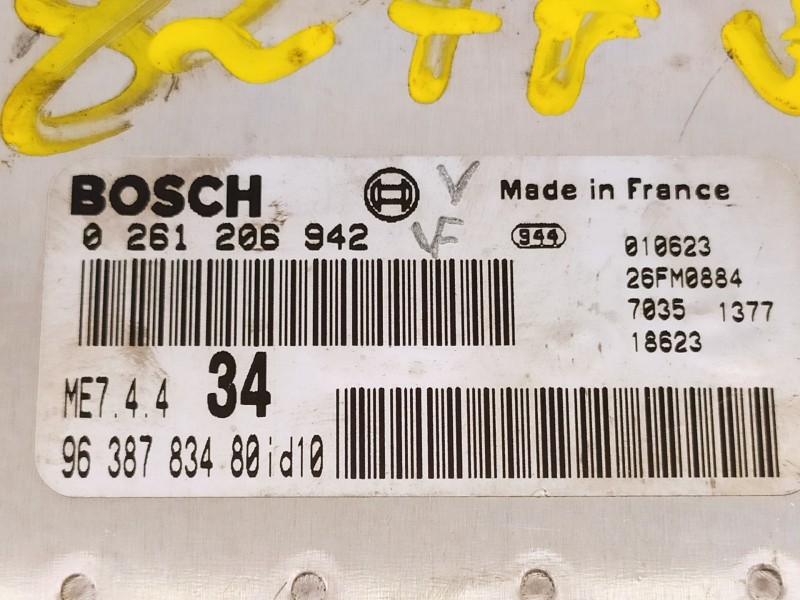 BOSCH
Made in France
0 261 206 942
VF
944
010623
26FM0884
7035 1377
18623
ME7.4.4 34
96 387 834 80id10